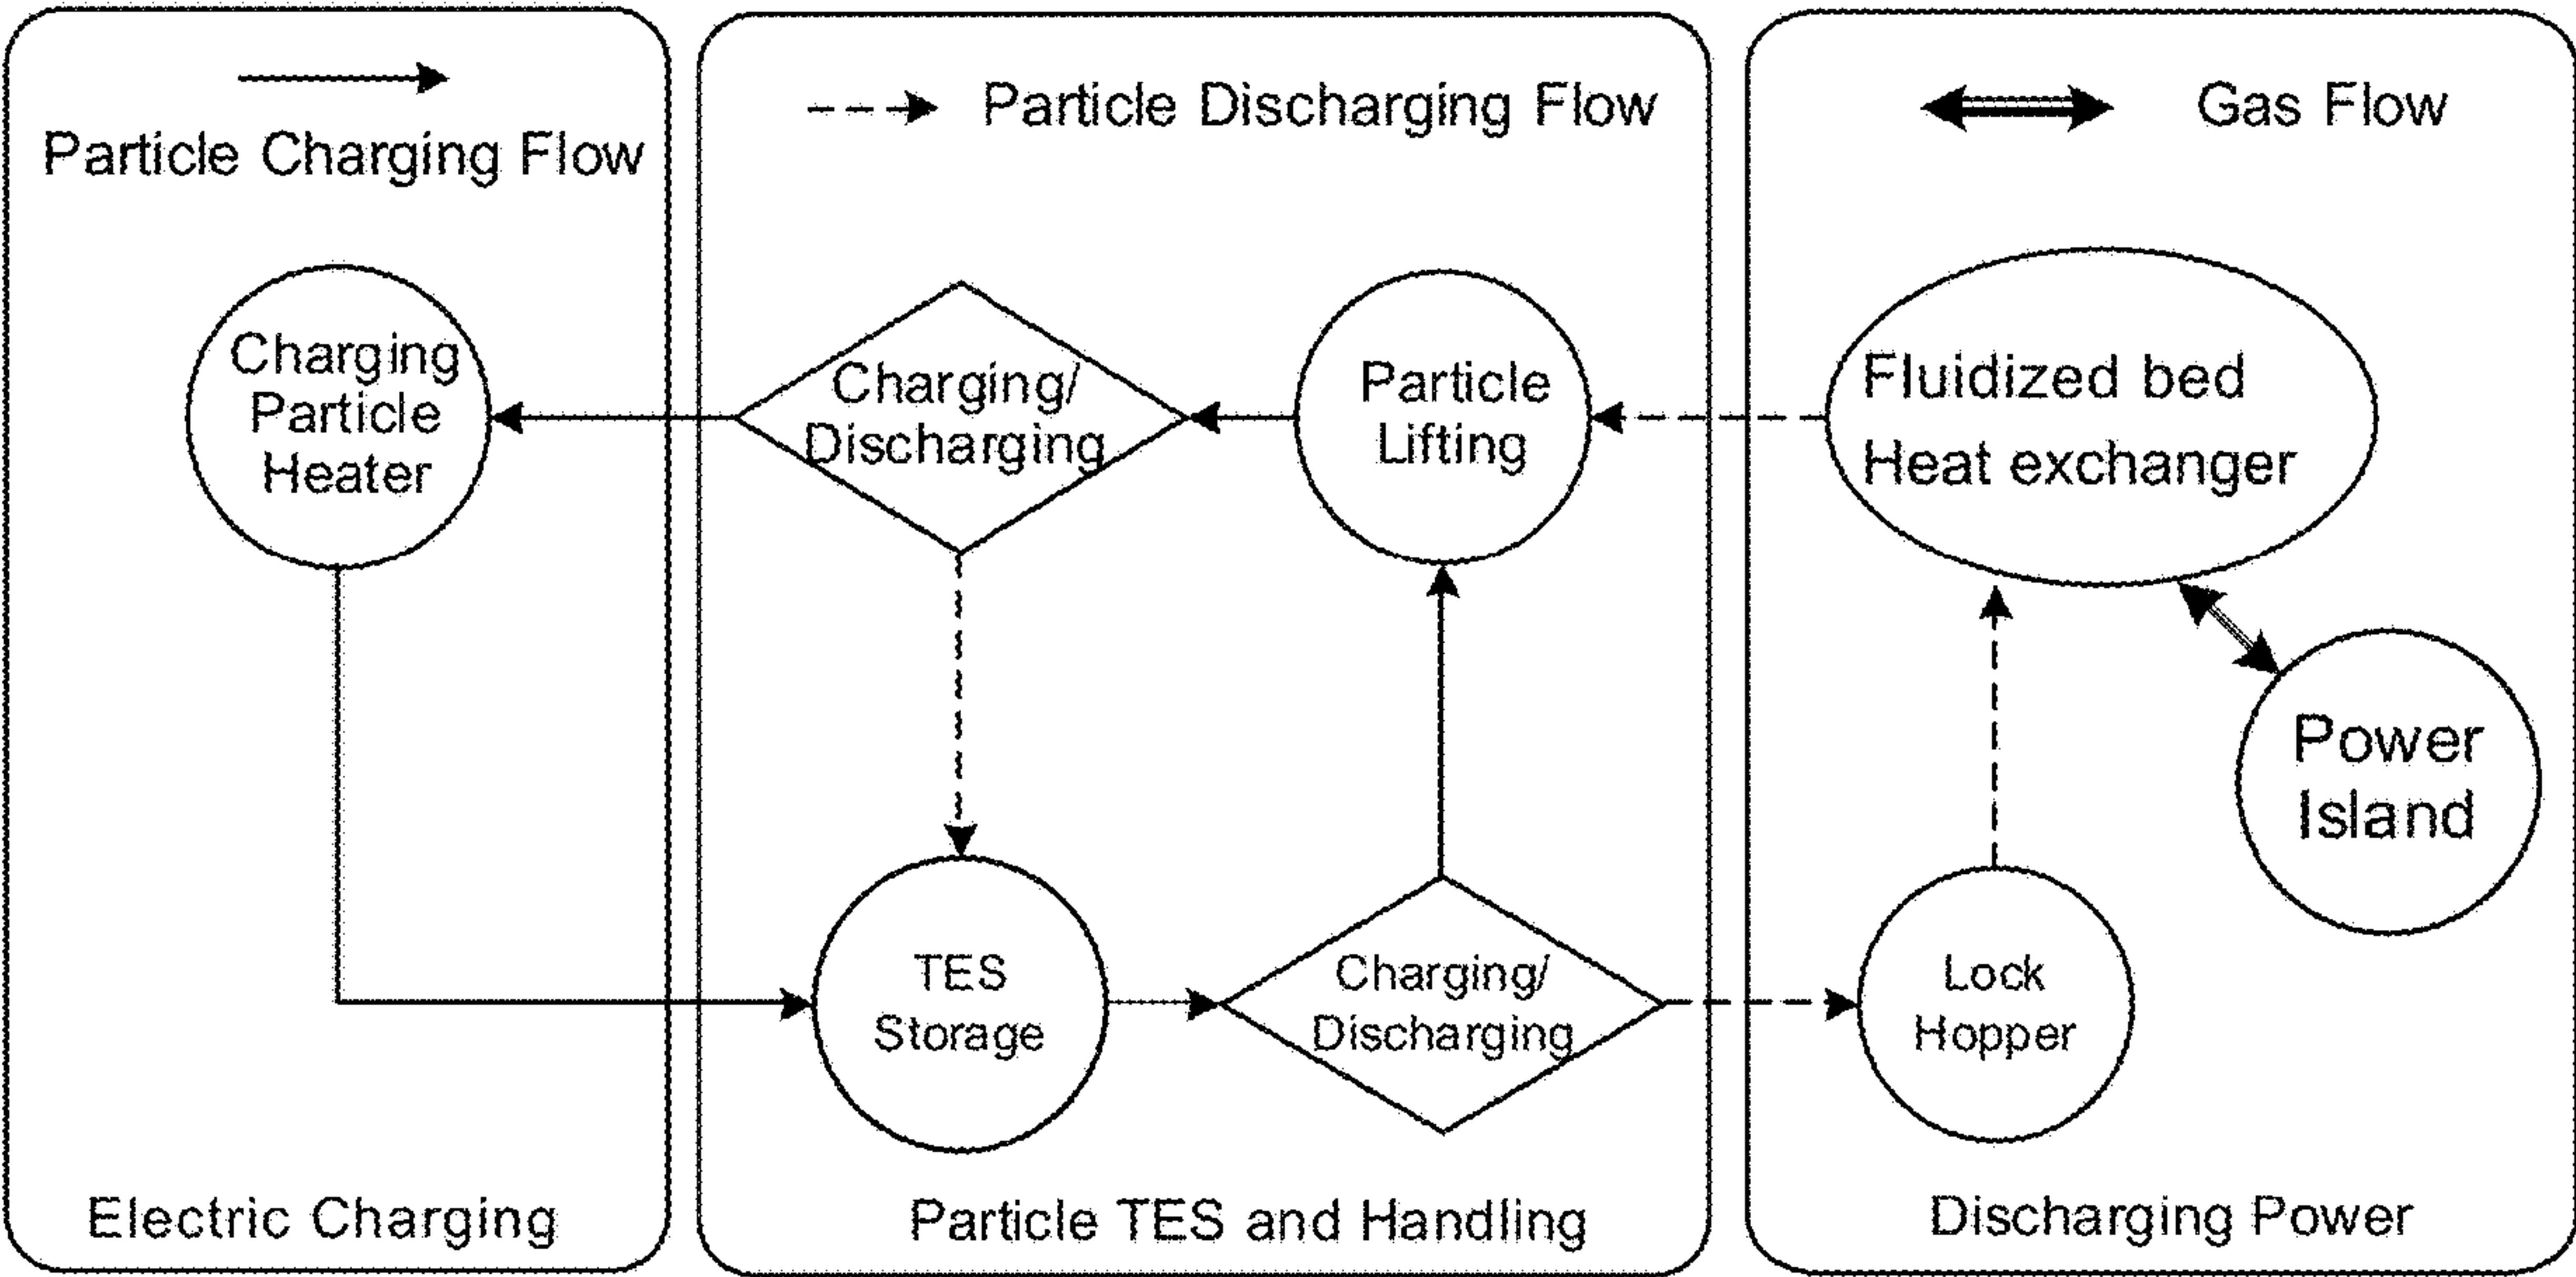 Particle Charging Flow
Charging
Particle
Heater
Electric Charging
Particle Discharging Flow
Charging/
Discharging
Particle
Lifting
TES
Storage
Charging/
Discharging
Particle TES and Handling
Gas Flow
Fluidized bed
Heat exchanger
Power
Island
Lock
Hopper
Discharging Power